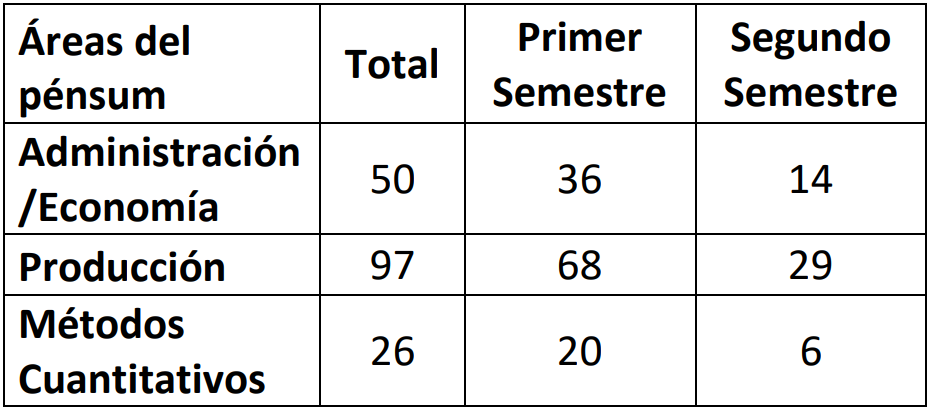 Áreas del pénsum Total Primer Semestre Segundo Semestre
Administración /Economía 50 36 14
Producción 97 68 29
Métodos Cuantitativos 26 20 6